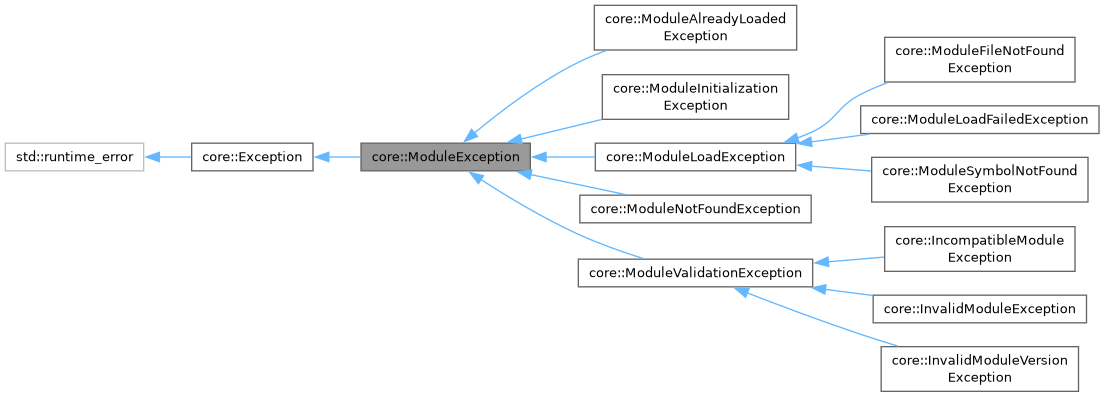 std::runtime_error
core::Exception
core::ModuleException
core::ModuleAlreadyLoaded
Exception
core::ModuleInitialization
Exception
core::ModuleLoadException
core::ModuleNotFoundException
core::ModuleValidationException
core::ModuleFileNotFound
Exception
core::ModuleLoadFailedException
core::ModuleSymbolNotFound
Exception
core::IncompatibleModule
Exception
core::InvalidModuleException
core::InvalidModuleVersion
Exception